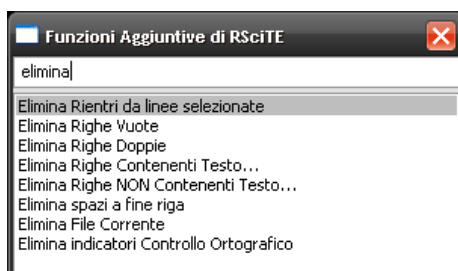 Funzioni Aggiuntive di RSciTE
elimina
Elimina Rientri da linee selezionate
Elimina Righe Vuote
Elimina Righe Doppie
Elimina Righe Contenenti Testo...
Elimina Righe NON Contenenti Testo...
Elimina spazi a fine riga
Elimina File Corrente
Elimina indicatori Controllo Ortografico